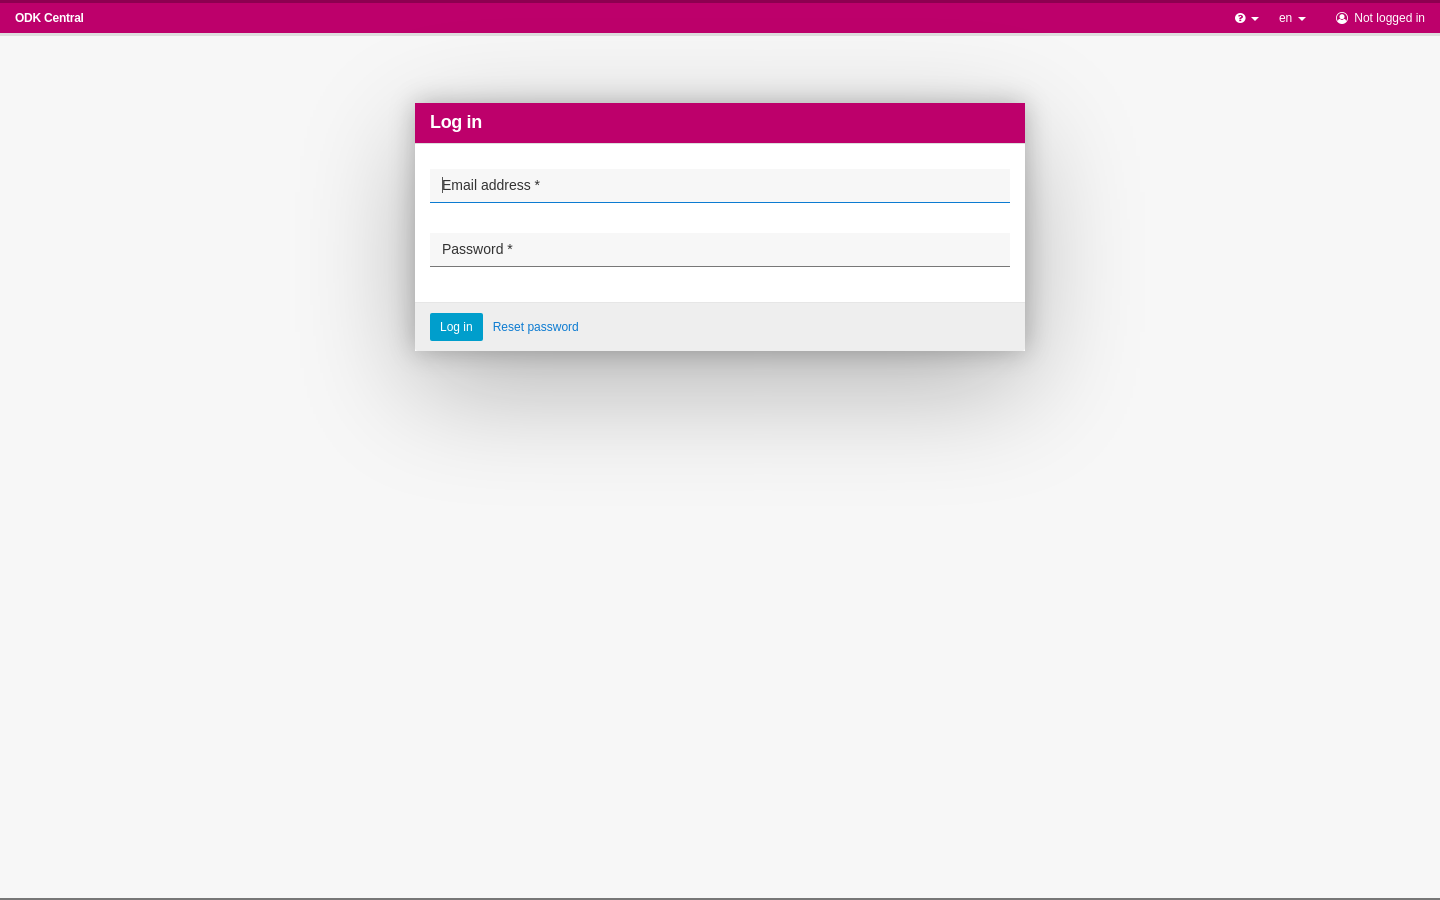 ODK Central
en
Not logged in
Log in
Email address *
Password *
Log in
Reset password